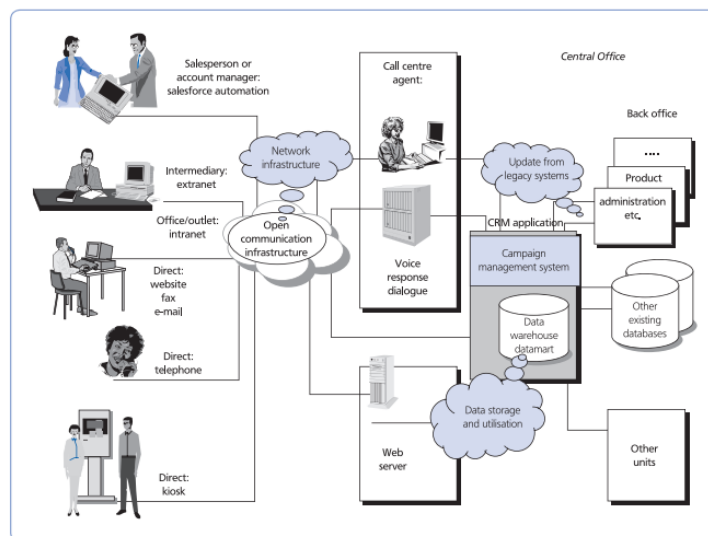 Salesperson or
account manager:
salesforce automation
Intermediary:
extranet
Office/outlet:
intranet
Direct:
website
fax
e-mail
Direct:
telephone
Direct:
kiosk
Network
infrastructure
Open
communication
infrastructure
Call centre
agent:
Voice
response
dialogue
Web
server
Central Office
Back office
....
Product
administration
etc.
Update from
legacy systems
CRM application
Campaign
management system
Data
warehouse
datamart
Other
existing
databases
Data storage
and utilisation
Other
units